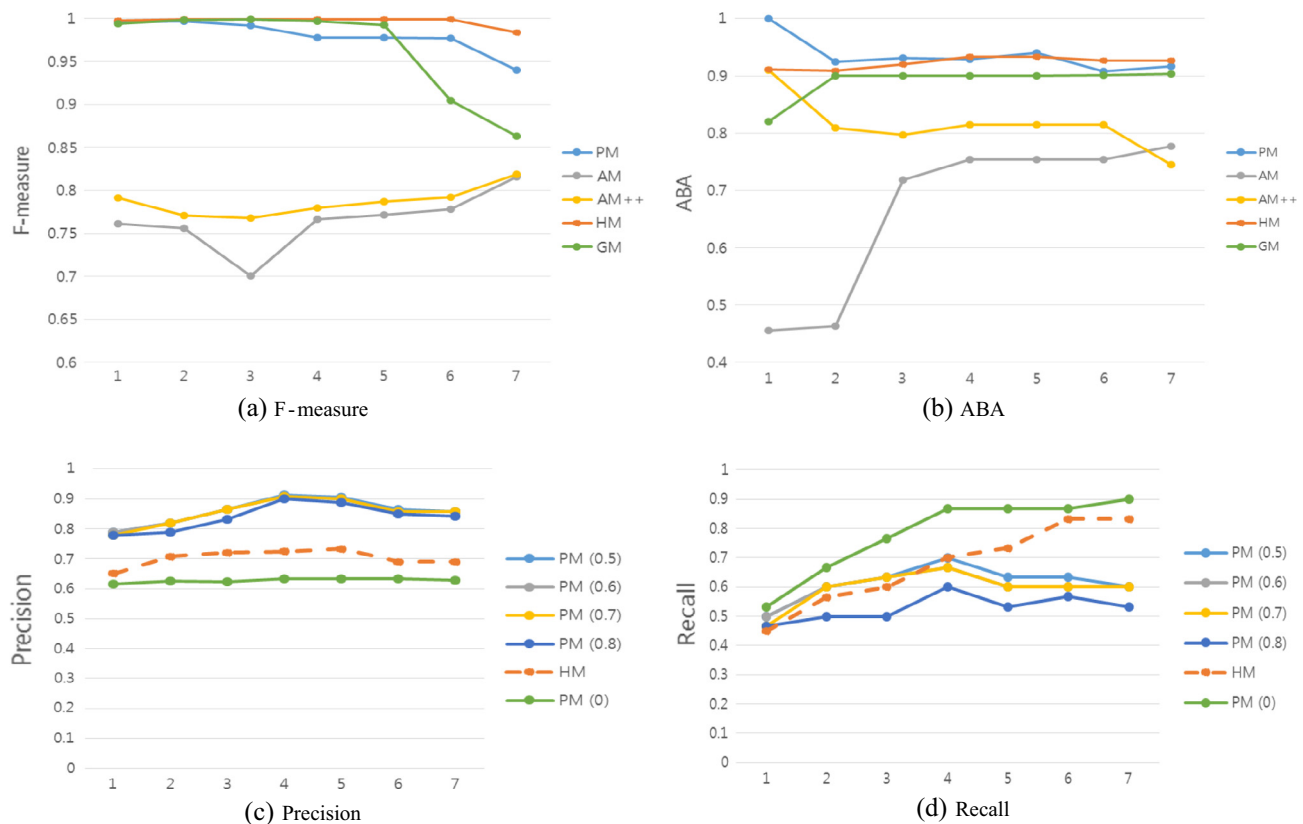 1
0.95
0.9
0.85
0.8
0.75
0.7
0.65
0.6
F-measure
1 2 3 4 5 6 7
PM
AM
AM++
HM
GM
(a) F-measure
1
0.9
0.8
0.7
0.6
0.5
0.4
ABA
1 2 3 4 5 6 7
PM
AM
AM++
HM
GM
(b) ABA
1
0.9
0.8
0.7
0.6
0.5
0.4
0.3
0.2
0.1
0
Precision
1 2 3 4 5 6 7
PM (0.5)
PM (0.6)
PM (0.7)
PM (0.8)
HM
PM (0)
(c) Precision
1
0.9
0.8
0.7
0.6
0.5
0.4
0.3
0.2
0.1
0
Recall
1 2 3 4 5 6 7
PM (0.5)
PM (0.6)
PM (0.7)
PM (0.8)
HM
PM (0)
(d) Recall